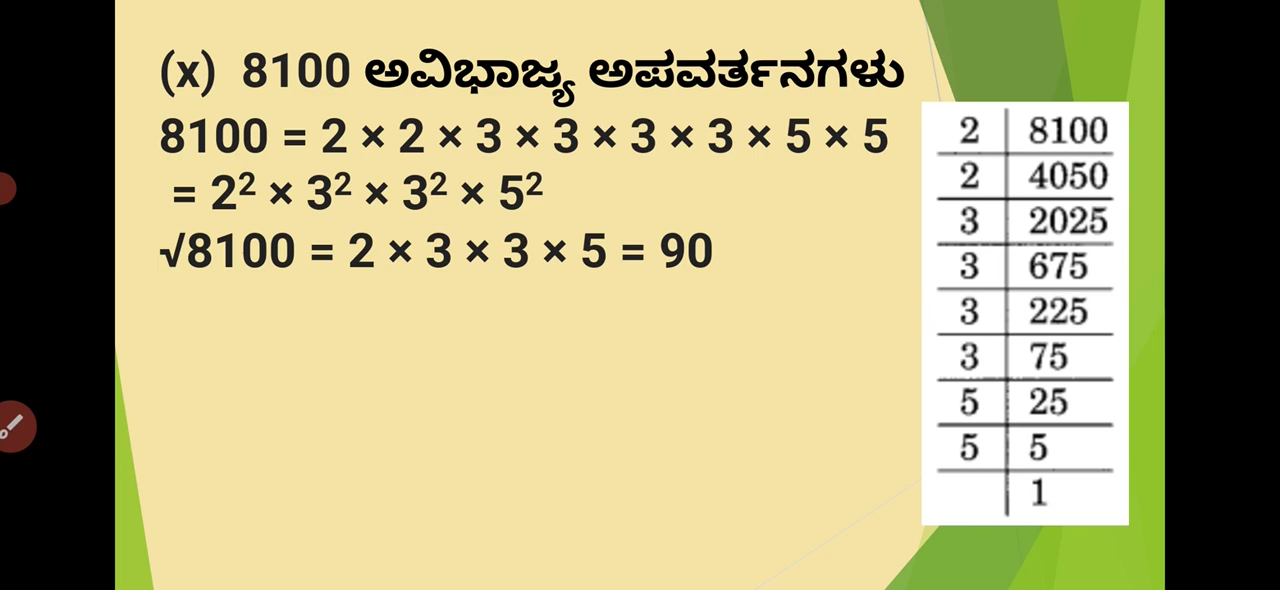 (x) 8100 ಅವಿಭಾಜ್ಯ ಅಪವರ್ತನಗಳು
8100 = 2 × 2 × 3 × 3 × 3 × 3 × 5 × 5
= 2² × 3² × 3² × 5²
√8100 = 2 × 3 × 3 × 5 = 90
2 | 8100
2 | 4050
3 | 2025
3 | 675
3 | 225
3 | 75
5 | 25
5 | 5
| 1